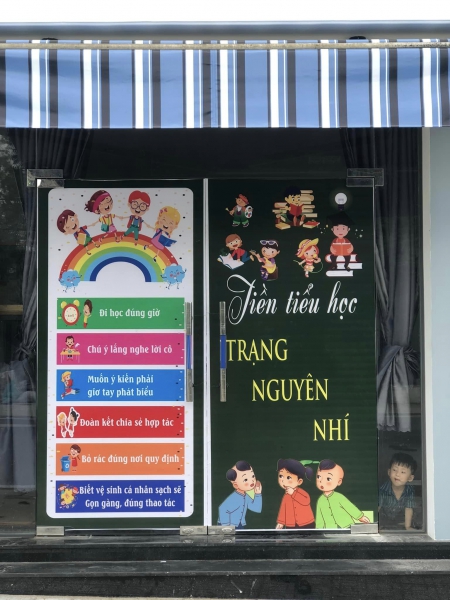 Đi học đúng giờ
Chú ý lắng nghe lời cô
Muốn ý kiến phải
giơ tay phát biểu
Đoàn kết chia sẻ hợp tác
Bỏ rác đúng nơi quy định
Biết vệ sinh cá nhân sạch sẽ
Gọn gàng, đúng thao tác
Tiền tiểu học
TRẠNG
NGUYÊN
NHÍ